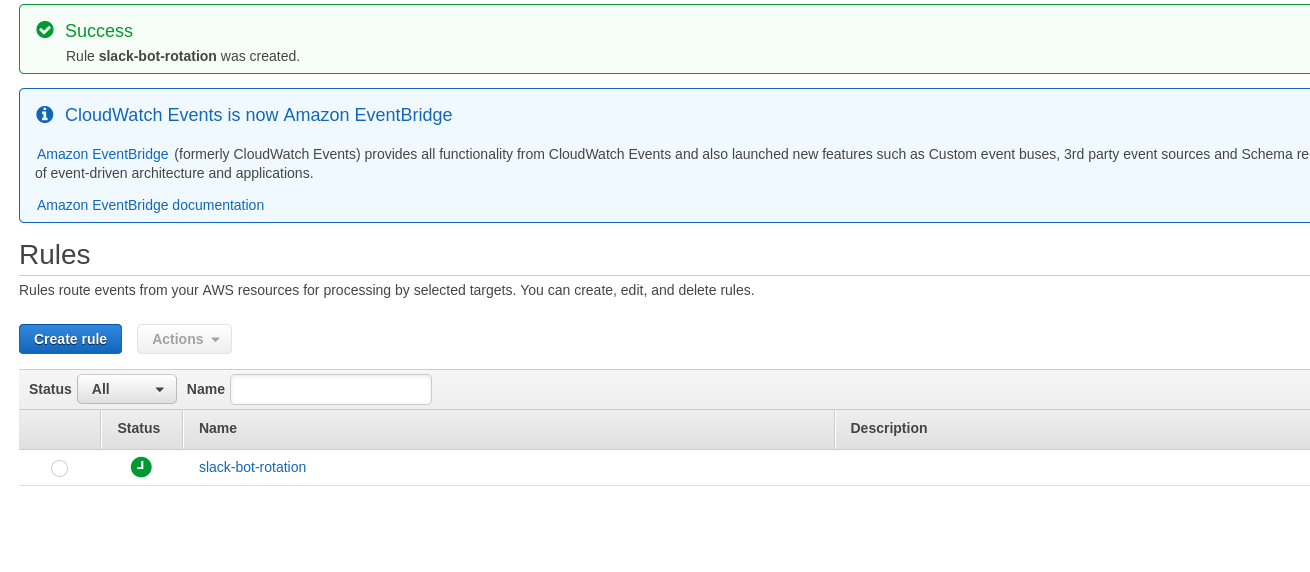 Success
Rule slack-bot-rotation was created.
CloudWatch Events is now Amazon EventBridge
Amazon EventBridge (formerly CloudWatch Events) provides all functionality from CloudWatch Events and also launched new features such as Custom event buses, 3rd party event sources and Schema re
of event-driven architecture and applications.
Amazon EventBridge documentation
Rules
Rules route events from your AWS resources for processing by selected targets. You can create, edit, and delete rules.
Create rule Actions
Status All Name
Status Name Description
slack-bot-rotation